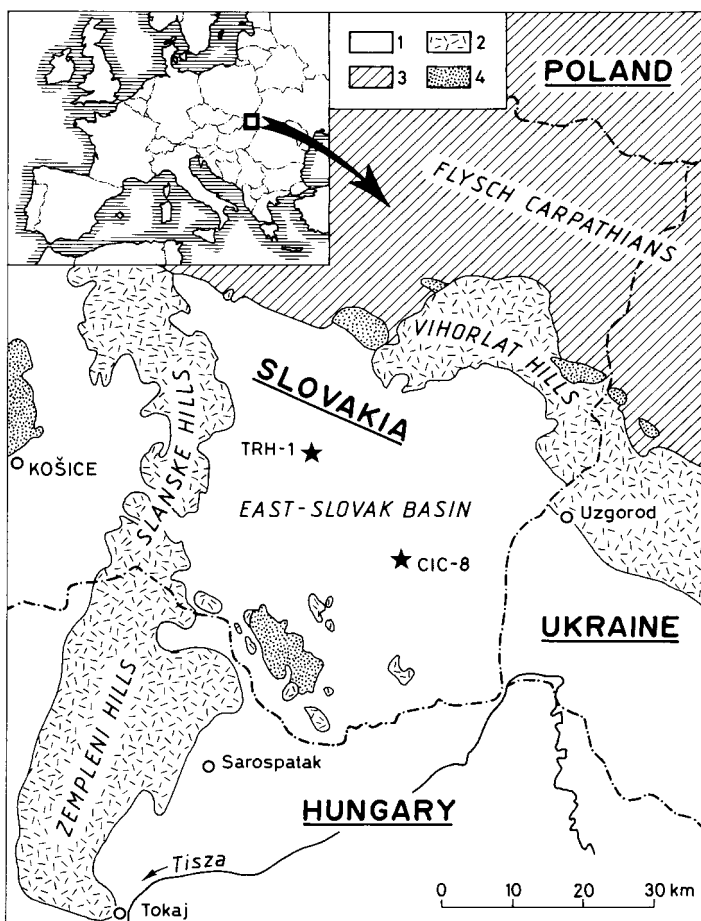 1 2
3 4
POLAND
FLYSCH CARPATHIANS
VIHORLAT HILLS
SLOVAKIA
SLANSKE HILLS
TRH-1
KOŠICE
EAST-SLOVAK BASIN
Uzgorod
CIC-8
UKRAINE
ZEMPLENI HILLS
Sarospatak
HUNGARY
Tisza
Tokaj
0 10 20 30 km